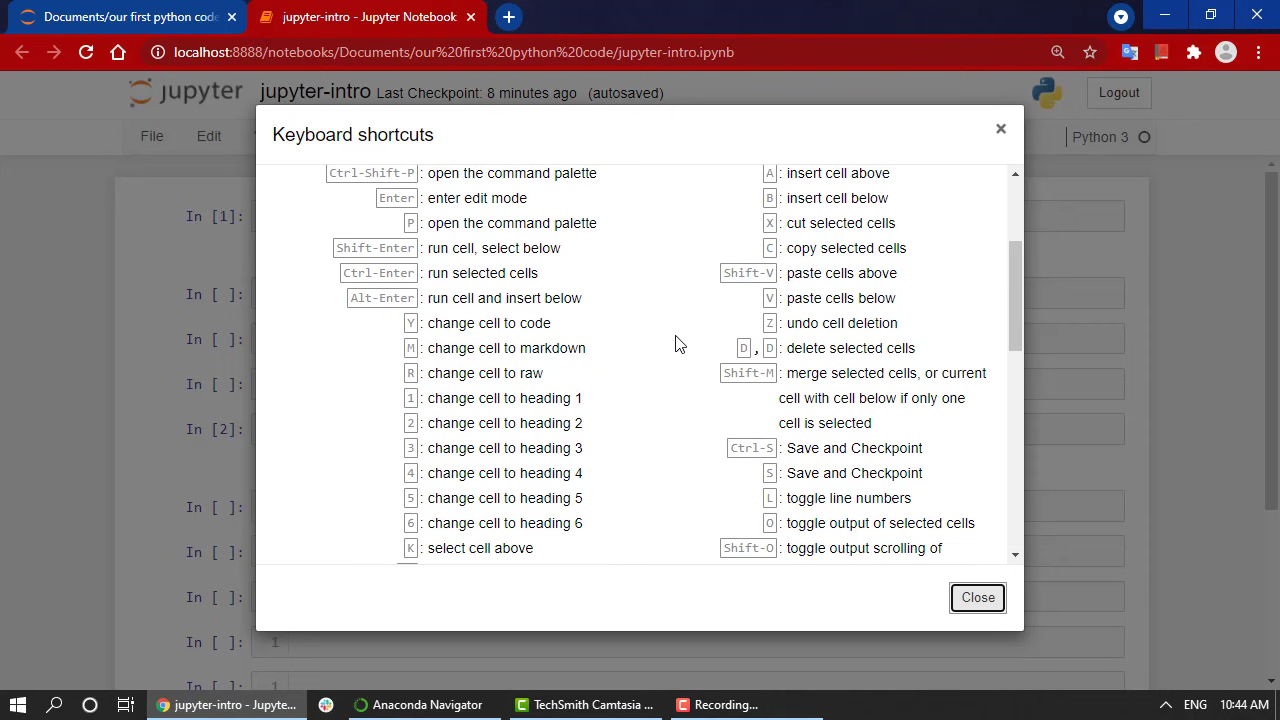 Documents/our first python code
jupyter-intro - Jupyter Notebook
localhost:8888/notebooks/Documents/our%20first%20python%20code/jupyter-intro.ipynb
jupyter jupyter-intro Last Checkpoint: 8 minutes ago (autosaved) Logout
File Edit Python 3
Keyboard shortcuts
Ctrl-Shift-P : open the command palette
Enter : enter edit mode
P : open the command palette
Shift-Enter : run cell, select below
Ctrl-Enter : run selected cells
Alt-Enter : run cell and insert below
Y : change cell to code
M : change cell to markdown
R : change cell to raw
1 : change cell to heading 1
2 : change cell to heading 2
3 : change cell to heading 3
4 : change cell to heading 4
5 : change cell to heading 5
6 : change cell to heading 6
K : select cell above
A : insert cell above
B : insert cell below
X : cut selected cells
C : copy selected cells
Shift-V : paste cells above
V : paste cells below
Z : undo cell deletion
D , D : delete selected cells
Shift-M : merge selected cells, or current
cell with cell below if only one
cell is selected
Ctrl-S : Save and Checkpoint
S : Save and Checkpoint
L : toggle line numbers
O : toggle output of selected cells
Shift-O : toggle output scrolling of
Close
In [1]:
In [ ]:
In [ ]:
In [ ]:
In [2]:
In [ ]:
In [ ]:
In [ ]:
In [ ]: 1
In [ ]: 1
jupyter-intro - Jupyte... Anaconda Navigator TechSmith Camtasia ... Recording... ENG 10:44 AM